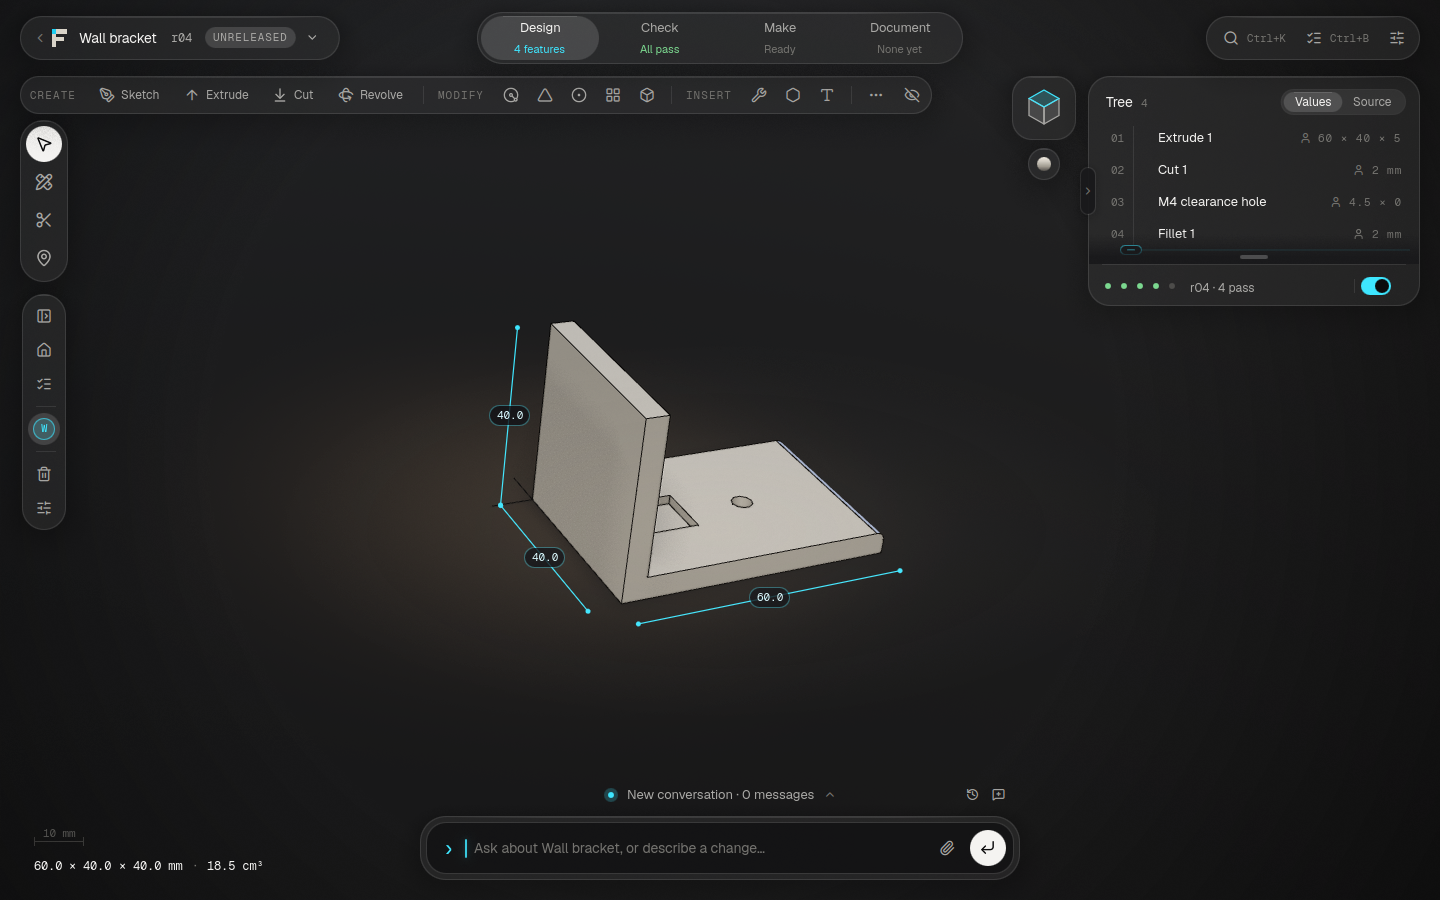 Wall bracket r04 UNRELEASED
Design Check Make Document
4 features All pass Ready None yet
Ctrl+K Ctrl+B
CREATE Sketch Extrude Cut Revolve MODIFY INSERT
Tree 4 Values Source
01 Extrude 1 60 × 40 × 5
02 Cut 1 2 mm
03 M4 clearance hole 4.5 × 0
04 Fillet 1 2 mm
r04 · 4 pass
W
40.0
40.0
60.0
New conversation · 0 messages
Ask about Wall bracket, or describe a change...
10 mm
60.0 × 40.0 × 40.0 mm · 18.5 cm³